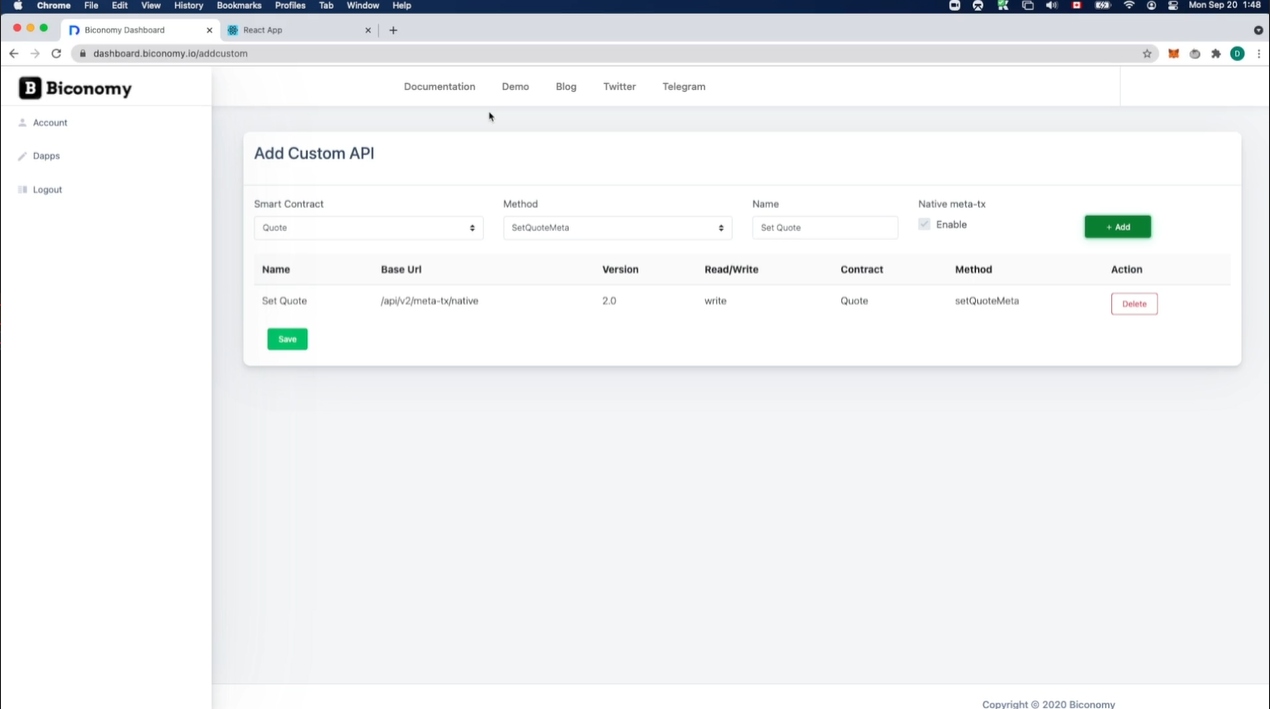 Chrome File Edit View History Bookmarks Profiles Tab Window Help Mon Sep 20 1:48
Biconomy Dashboard React App
dashboard.biconomy.io/addcustom D
B Biconomy
Documentation Demo Blog Twitter Telegram
Account
Dapps
Logout
Add Custom API
Smart Contract Method Name Native meta-tx
Quote SetQuoteMeta Set Quote Enable + Add
Name Base Url Version Read/Write Contract Method Action
Set Quote /api/v2/meta-tx/native 2.0 write Quote setQuoteMeta Delete
Save
Copyright © 2020 Biconomy